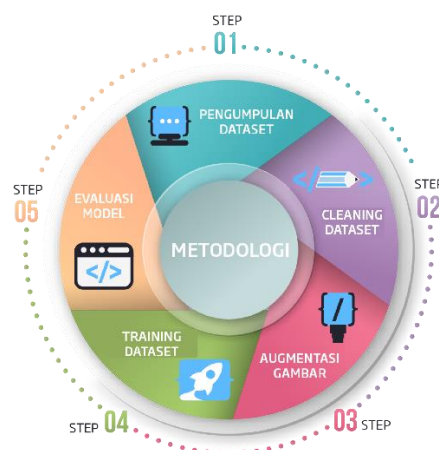 STEP
01
PENGUMPULAN
DATASET
STEP
02
CLEANING
DATASET
03 STEP
AUGMENTASI
GAMBAR
STEP 04
TRAINING
DATASET
STEP
05
EVALUASI
MODEL
METODOLOGI